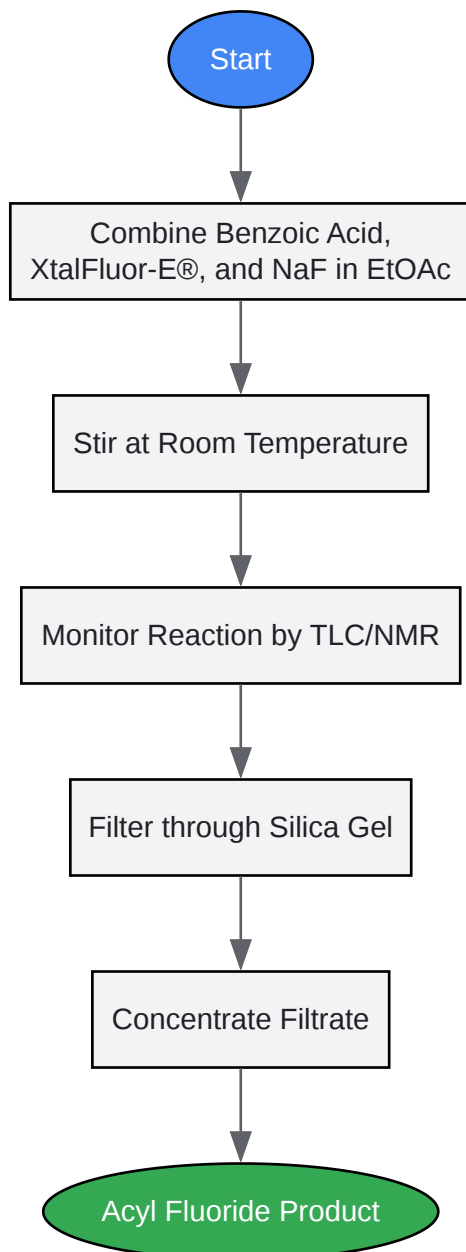 Start
Combine Benzoic Acid,
XtalFluor-E®, and NaF in EtOAc
Stir at Room Temperature
Monitor Reaction by TLC/NMR
Filter through Silica Gel
Concentrate Filtrate
Acyl Fluoride Product